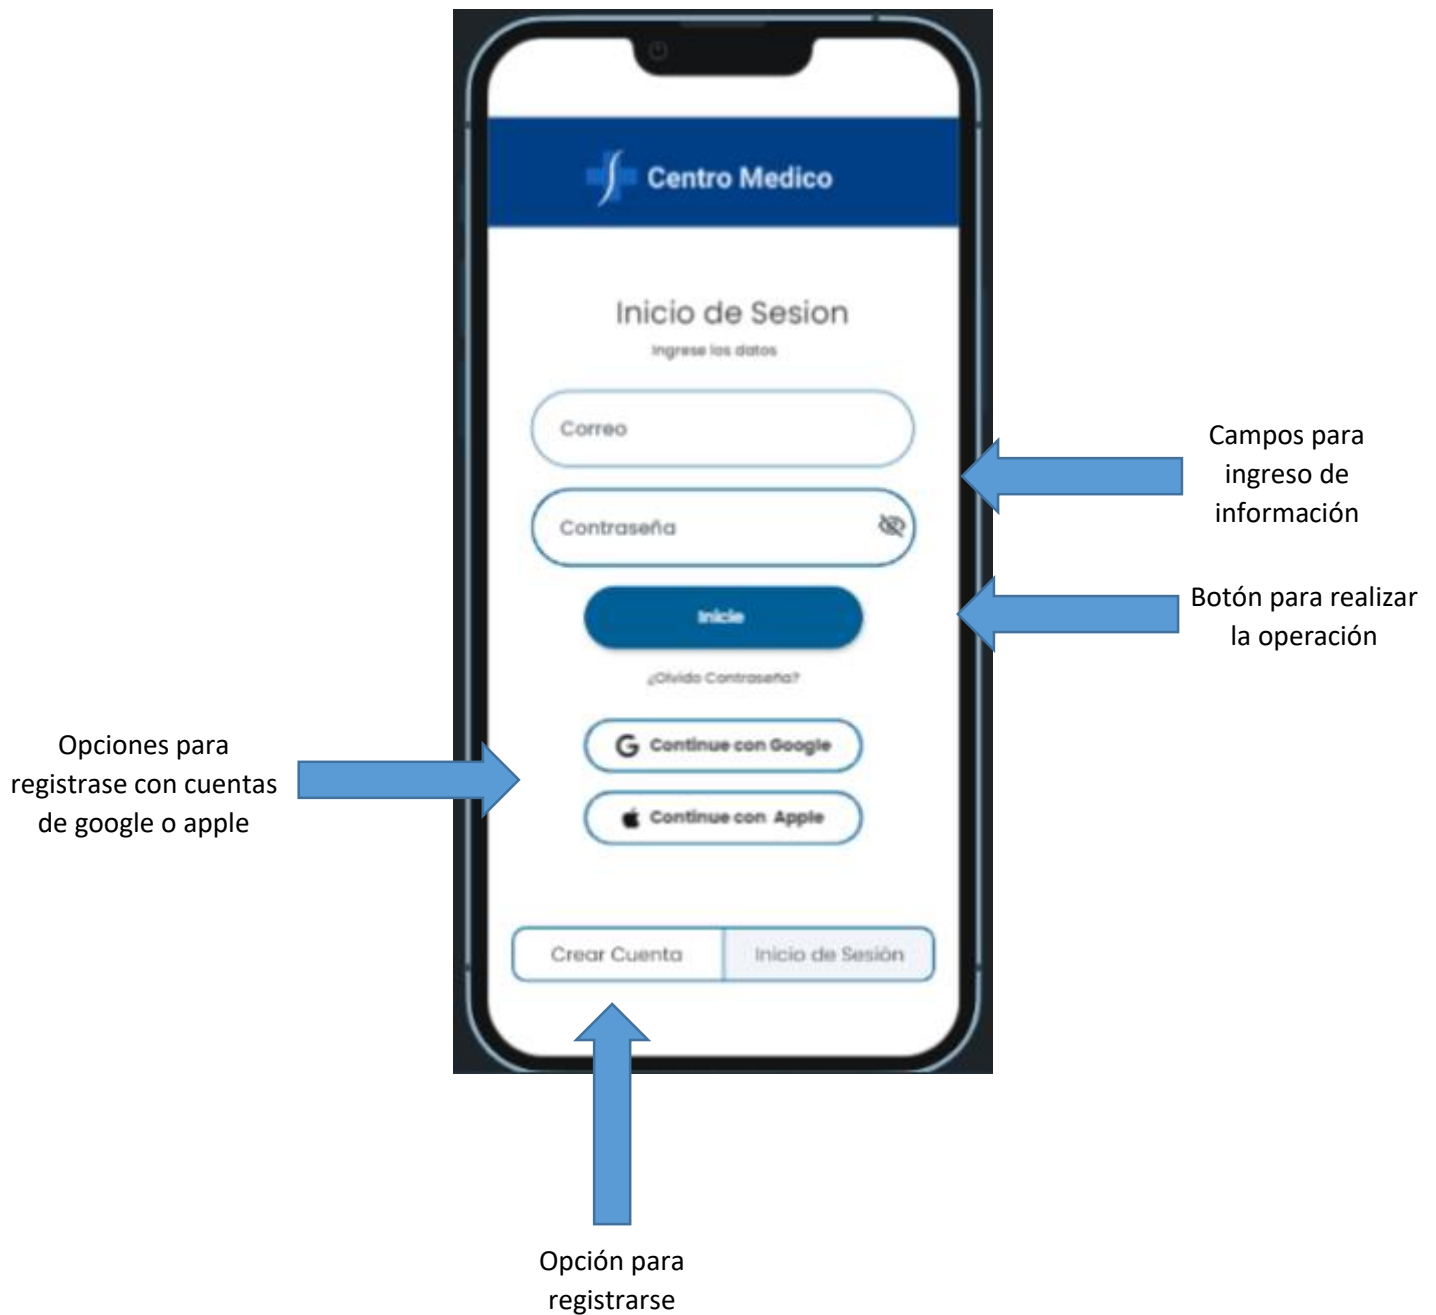 Centro Medico
Inicio de Sesion
Ingrese los datos
Correo
Contraseña
Inicie
¿Olvido Contraseña?
Continue con Google
Continue con Apple
Crear Cuenta
Inicio de Sesión
Campos para
ingreso de
información
Botón para realizar
la operación
Opciones para
registrase con cuentas
de google o apple
Opción para
registrarse